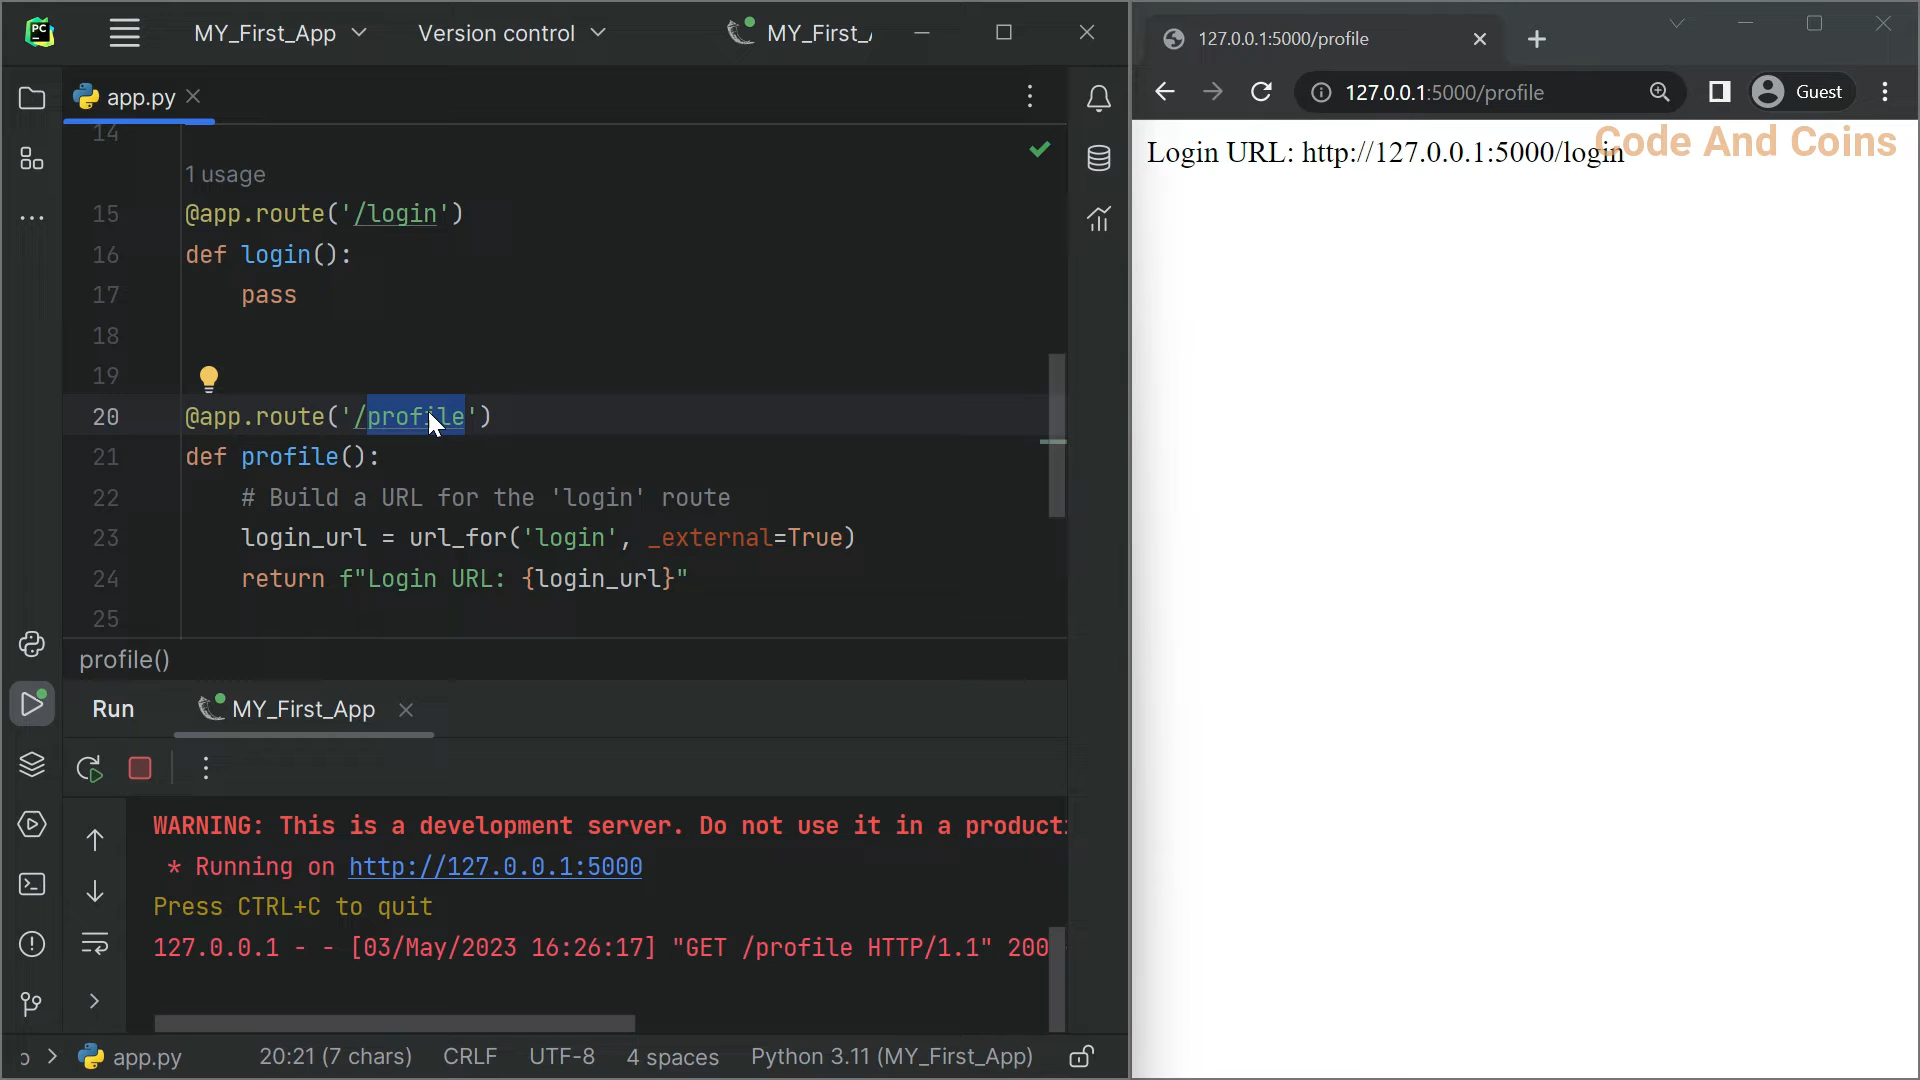 PC
MY_First_App
Version control
MY_First_
app.py
14
1 usage
15 @app.route('/login')
16 def login():
17 pass
18
19
20 @app.route('/profile')
21 def profile():
22 # Build a URL for the 'login' route
23 login_url = url_for('login', _external=True)
24 return f"Login URL: {login_url}"
25
profile()
Run
MY_First_App
WARNING: This is a development server. Do not use it in a product
* Running on http://127.0.0.1:5000
Press CTRL+C to quit
127.0.0.1 - - [03/May/2023 16:26:17] "GET /profile HTTP/1.1" 200
app.py
20:21 (7 chars)
CRLF
UTF-8
4 spaces
Python 3.11 (MY_First_App)
127.0.0.1:5000/profile
127.0.0.1:5000/profile
Guest
Login URL: http://127.0.0.1:5000/login
Code And Coins